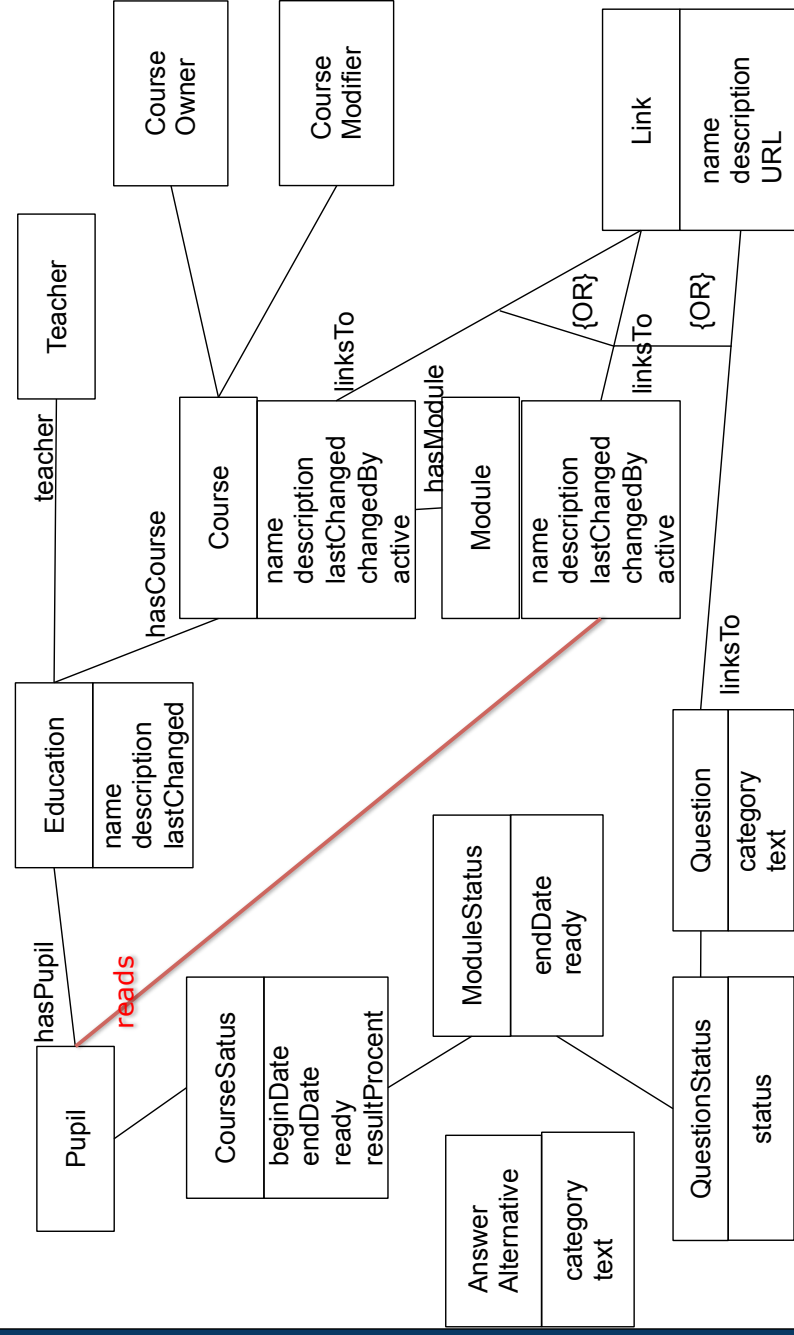 Pupil
hasPupil
reads
Education
name
description
lastChanged
teacher
Teacher
hasCourse
Course
Owner
Course
Modifier
CourseSatus
beginDate
endDate
ready
resultProcent
Course
name
description
lastChanged
changedBy
active
linksTo
hasModule
Answer
Alternative
category
text
ModuleStatus
endDate
ready
Module
name
description
lastChanged
changedBy
active
linksTo
{OR}
{OR}
QuestionStatus
status
Question
category
text
linksTo
Link
name
description
URL